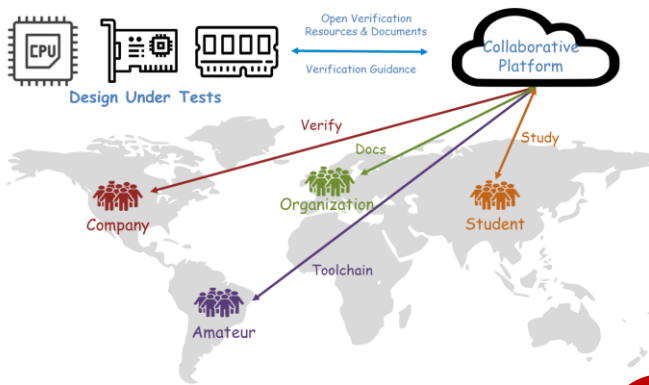 CPU
Open Verification
Resources & Documents
Verification Guidance
Collaborative
Platform
Design Under Tests
Verify
Docs
Study
Company
Organization
Student
Toolchain
Amateur